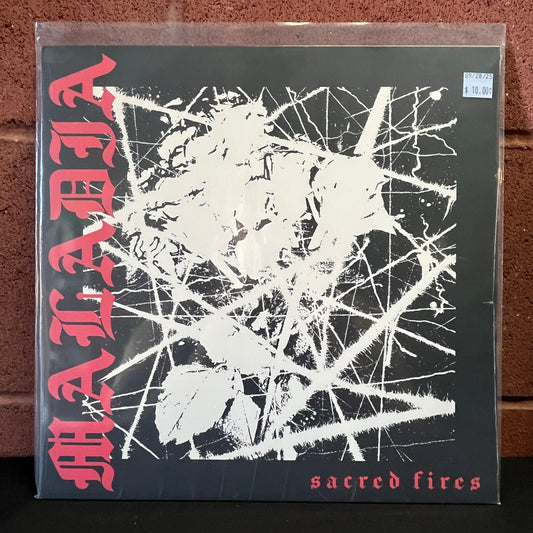 MALADIA
09/28/25
$ 10.00
sacred fires